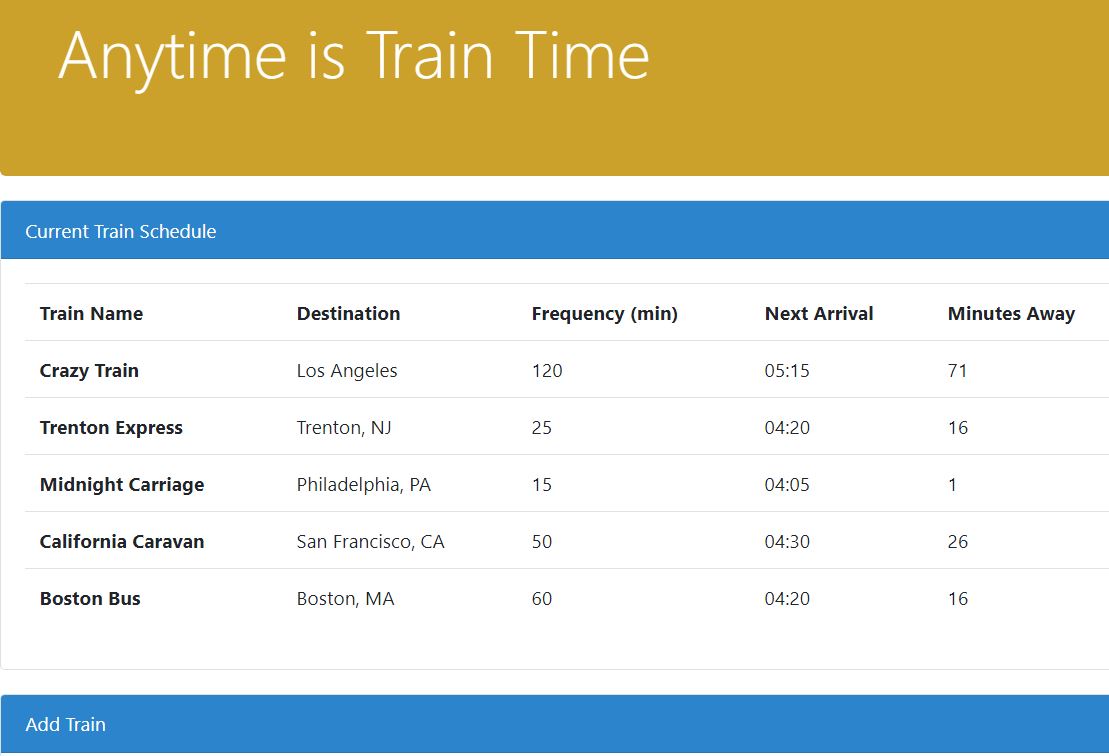 Anytime is Train Time
Current Train Schedule
Train Name Destination Frequency (min) Next Arrival Minutes Away
Crazy Train Los Angeles 120 05:15 71
Trenton Express Trenton, NJ 25 04:20 16
Midnight Carriage Philadelphia, PA 15 04:05 1
California Caravan San Francisco, CA 50 04:30 26
Boston Bus Boston, MA 60 04:20 16
Add Train